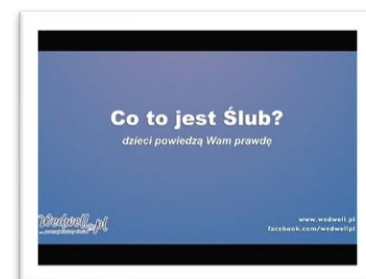 Co to jest Ślub?
dzieci powiedzą Wam prawdę
Wedwell.pl
www.wedwell.pl
facebook.com/wedwellpl